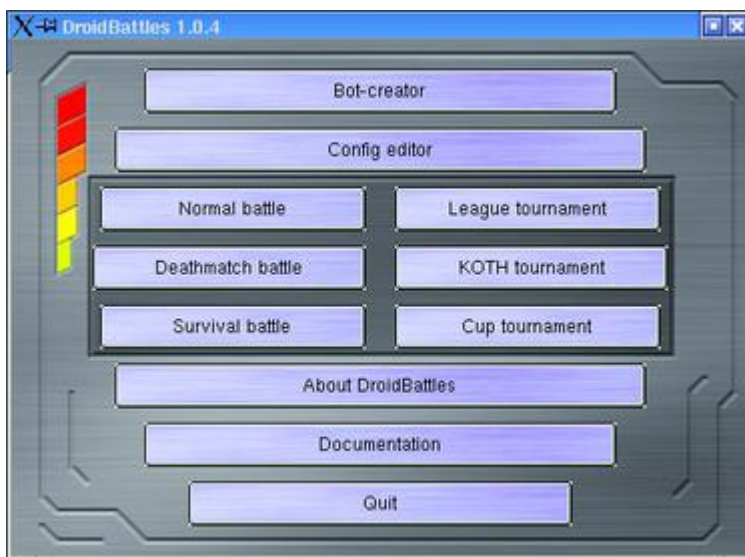 DroidBattles 1.0.4
Bot-creator
Config editor
Normal battle
League tournament
Deathmatch battle
KOTH tournament
Survival battle
Cup tournament
About DroidBattles
Documentation
Quit